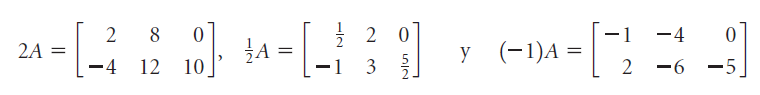 2A = [2 8 0; -4 12 10], ½A = [½ 2 0; -1 3 5/2] y (-1)A = [-1 -4 0; 2 -6 -5]